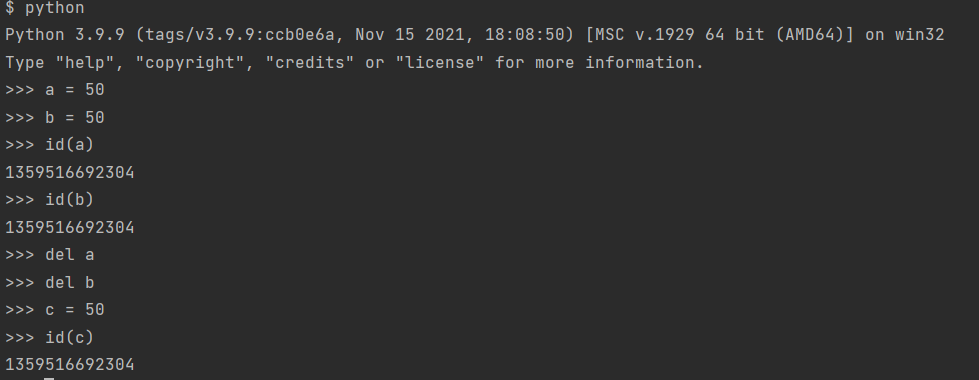 $ python
Python 3.9.9 (tags/v3.9.9:ccb0e6a, Nov 15 2021, 18:08:50) [MSC v.1929 64 bit (AMD64)] on win32
Type "help", "copyright", "credits" or "license" for more information.
>>> a = 50
>>> b = 50
>>> id(a)
1359516692304
>>> id(b)
1359516692304
>>> del a
>>> del b
>>> c = 50
>>> id(c)
1359516692304